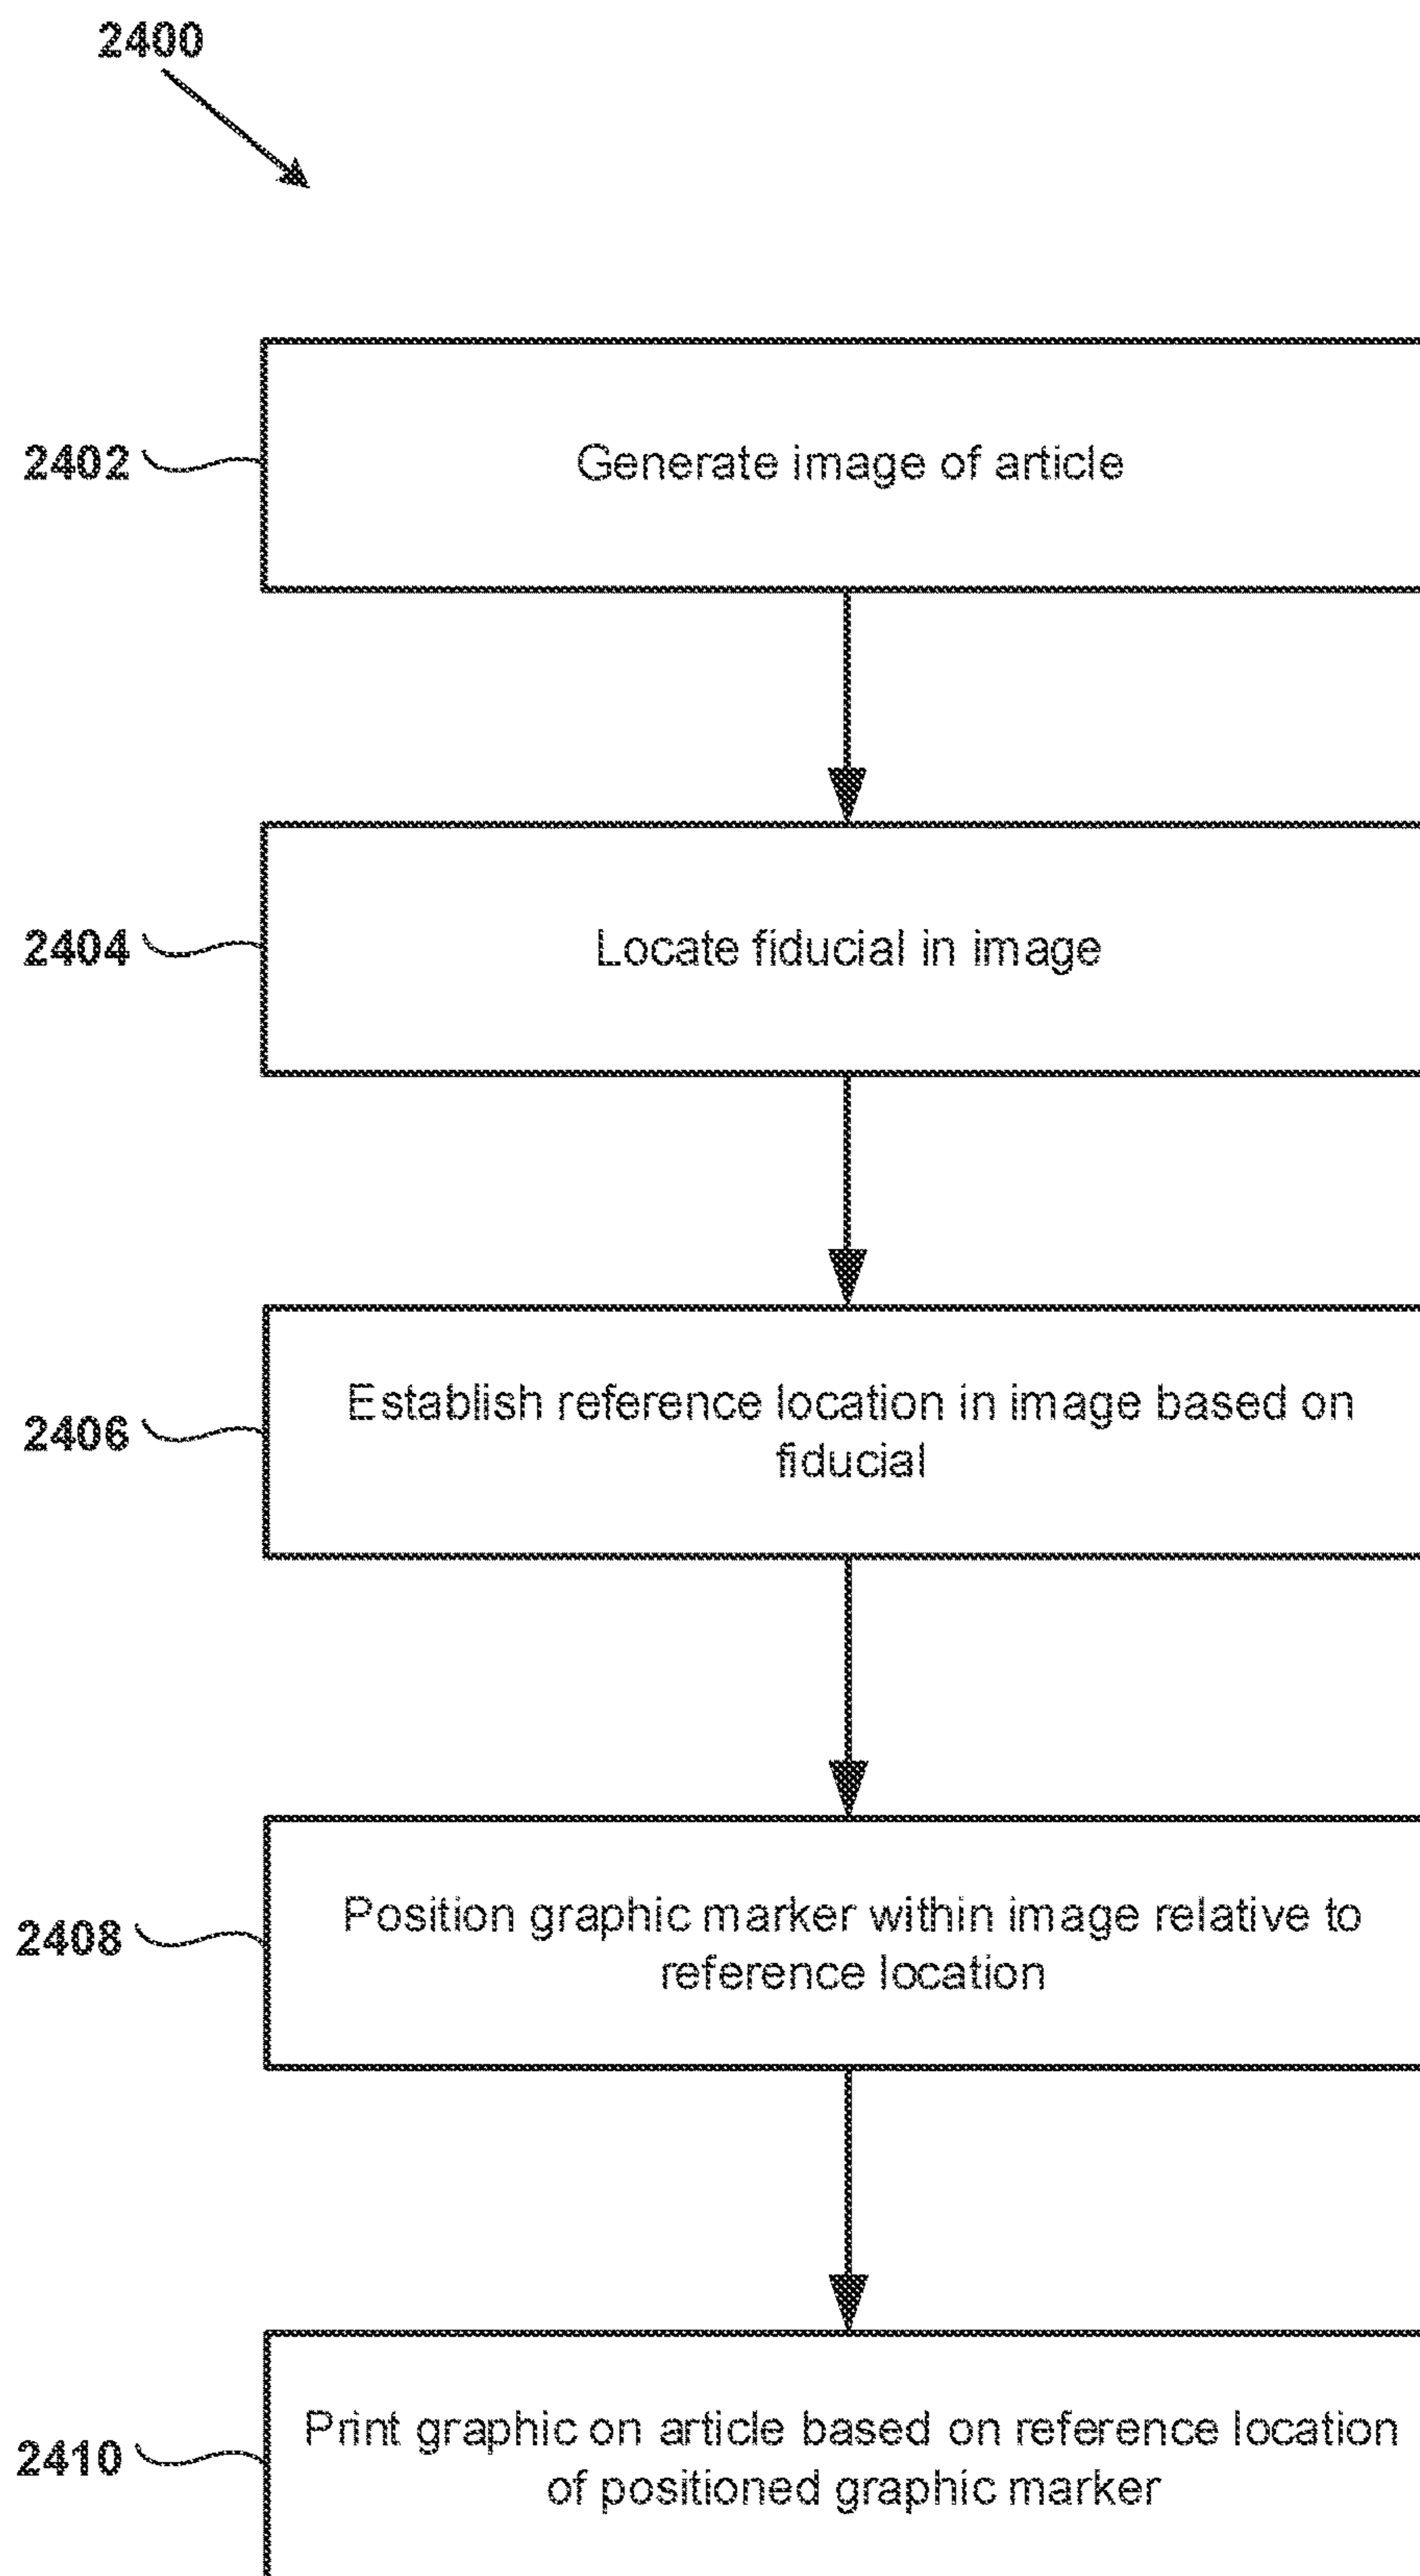 2400
2402
Generate image of article
2404
Locate fiducial in image
2406
Establish reference location in image based on
fiducial
2408
Position graphic marker within image relative to
reference location
2410
Print graphic on article based on reference location
of positioned graphic marker